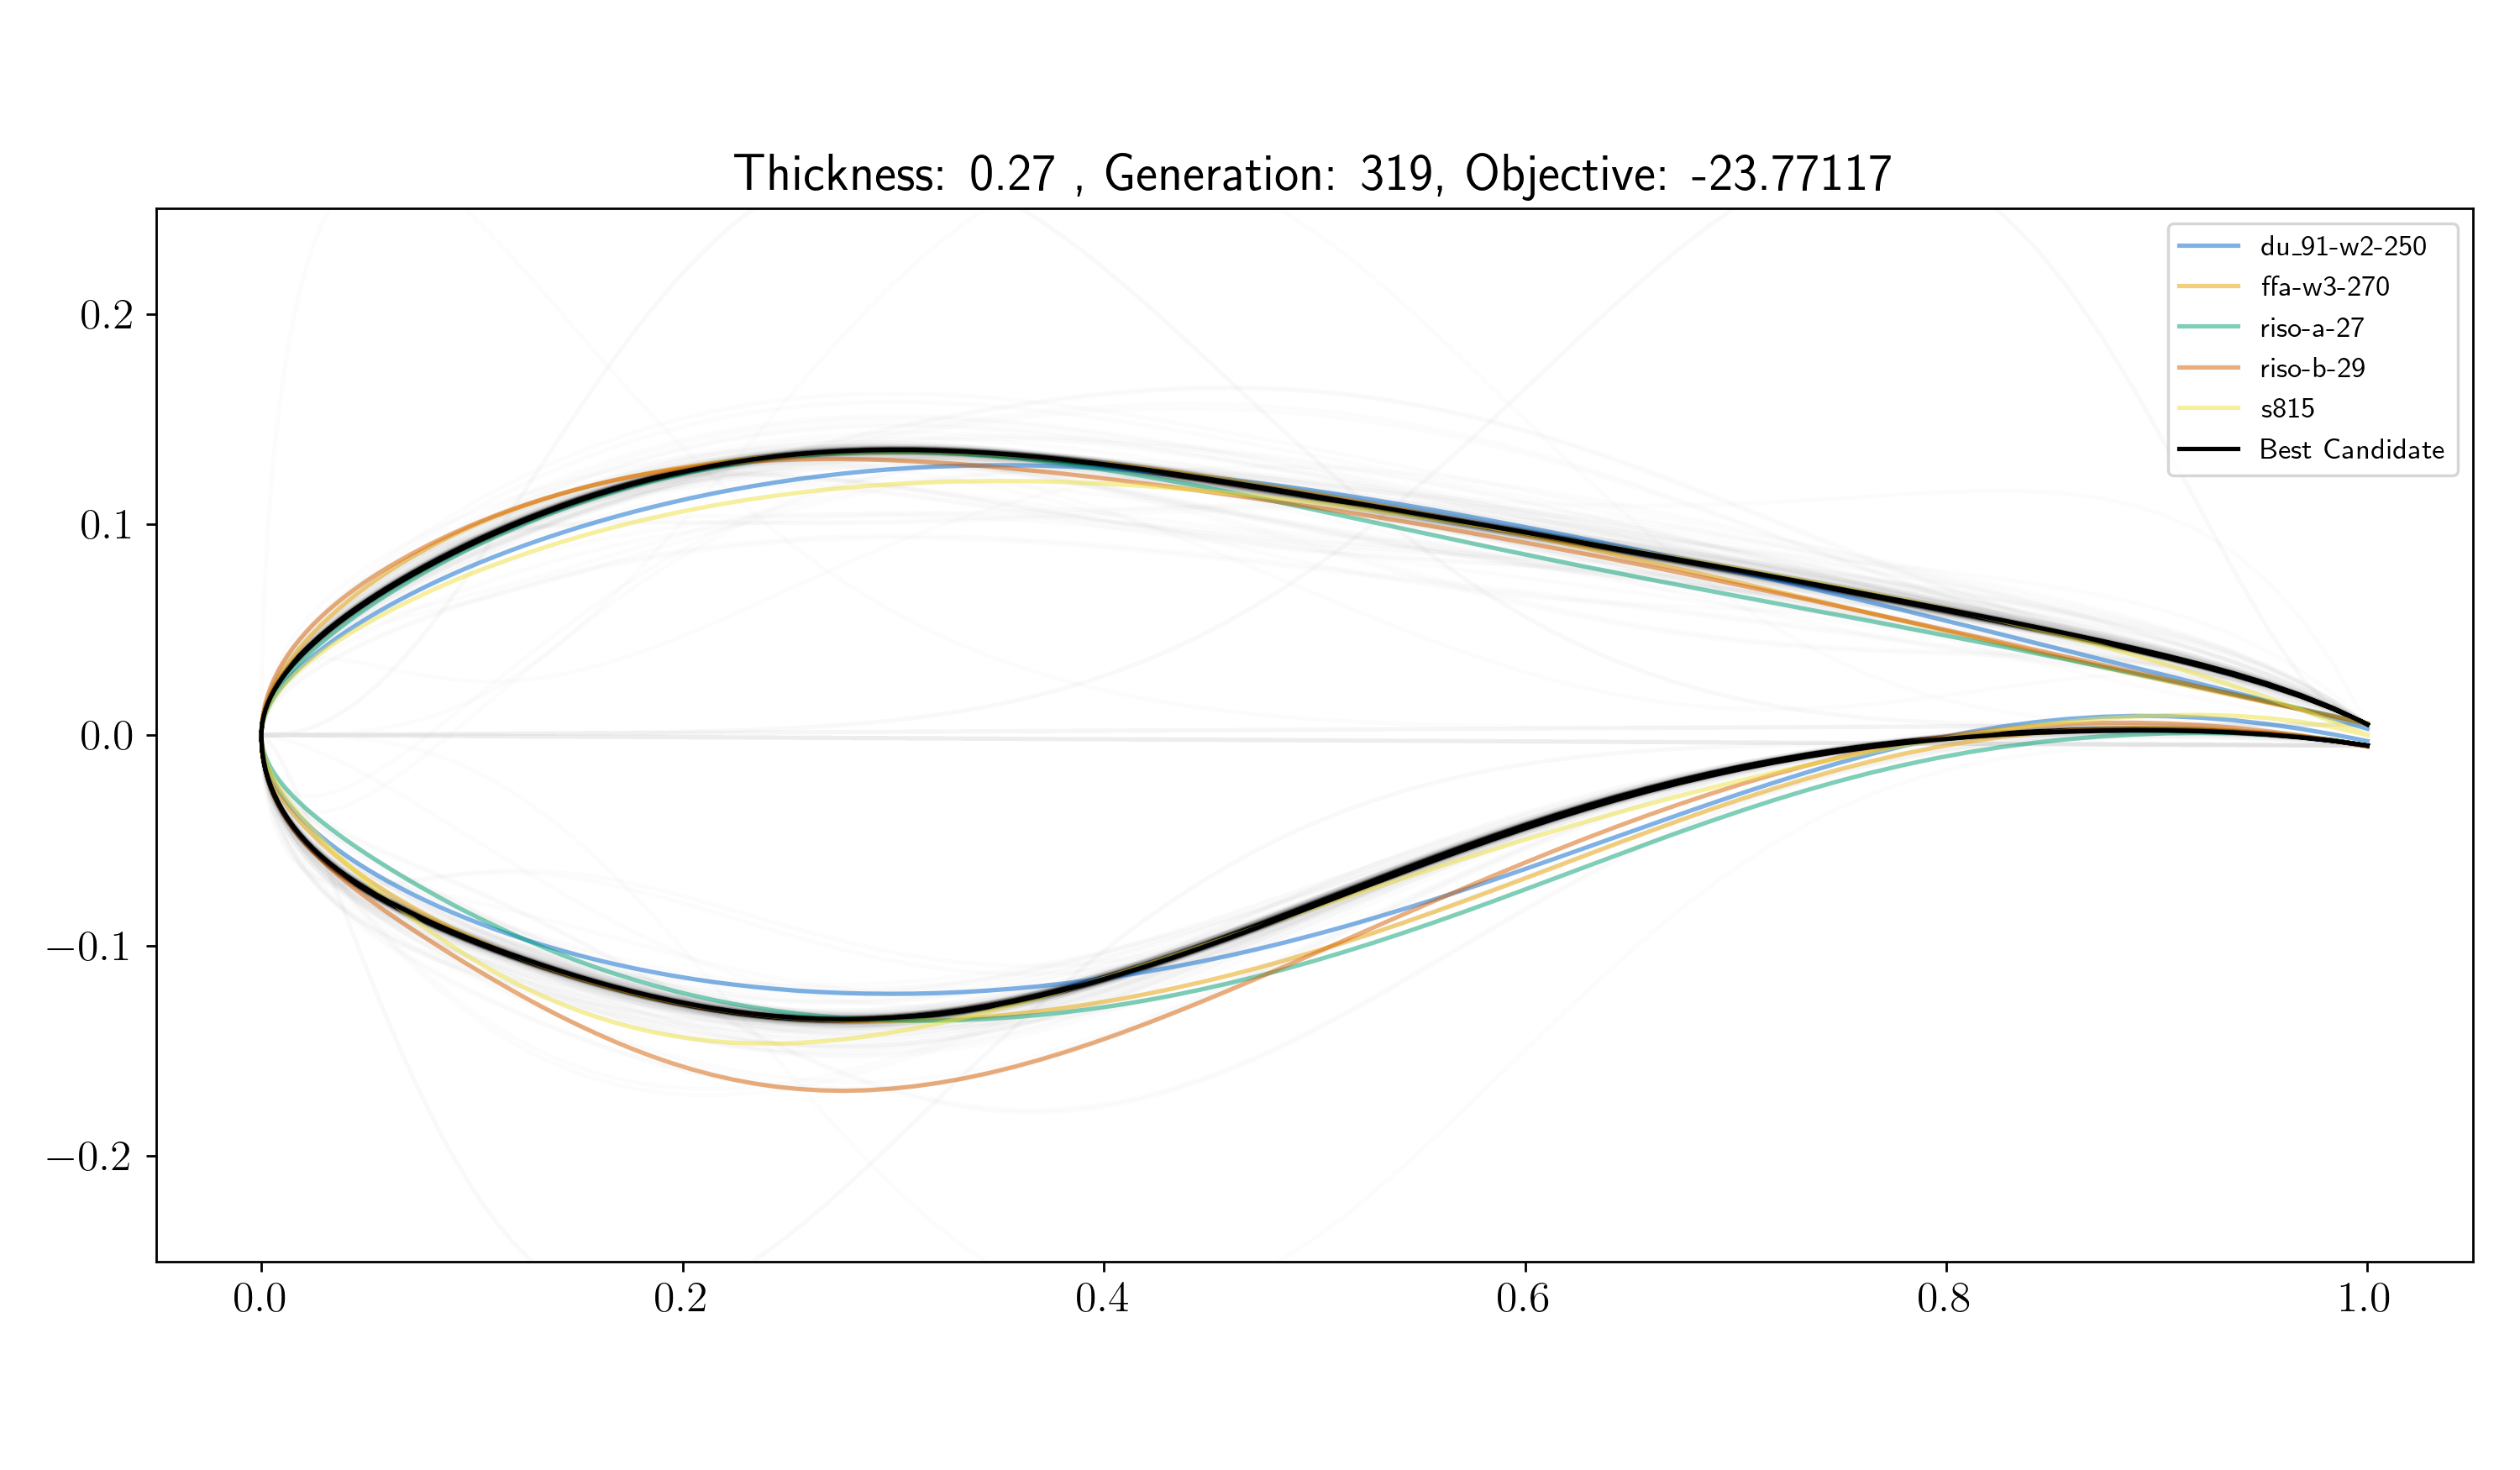 Thickness: 0.27 , Generation: 319, Objective: -23.77117
du_91-w2-250
ffa-w3-270
riso-a-27
riso-b-29
s815
Best Candidate
0.2
0.1
0.0
−0.1
−0.2
0.0 0.2 0.4 0.6 0.8 1.0